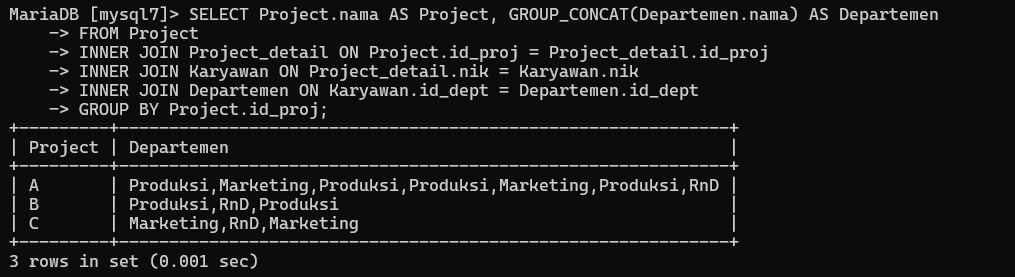 MariaDB [mysql7]> SELECT Project.nama AS Project, GROUP_CONCAT(Departemen.nama) AS Departemen
    -> FROM Project
    -> INNER JOIN Project_detail ON Project.id_proj = Project_detail.id_proj
    -> INNER JOIN Karyawan ON Project_detail.nik = Karyawan.nik
    -> INNER JOIN Departemen ON Karyawan.id_dept = Departemen.id_dept
    -> GROUP BY Project.id_proj;
+---------+-------------------------------------------------------------+
| Project | Departemen                                                  |
+---------+-------------------------------------------------------------+
| A       | Produksi,Marketing,Produksi,Produksi,Marketing,Produksi,RnD |
| B       | Produksi,RnD,Produksi                                       |
| C       | Marketing,RnD,Marketing                                     |
+---------+-------------------------------------------------------------+
3 rows in set (0.001 sec)